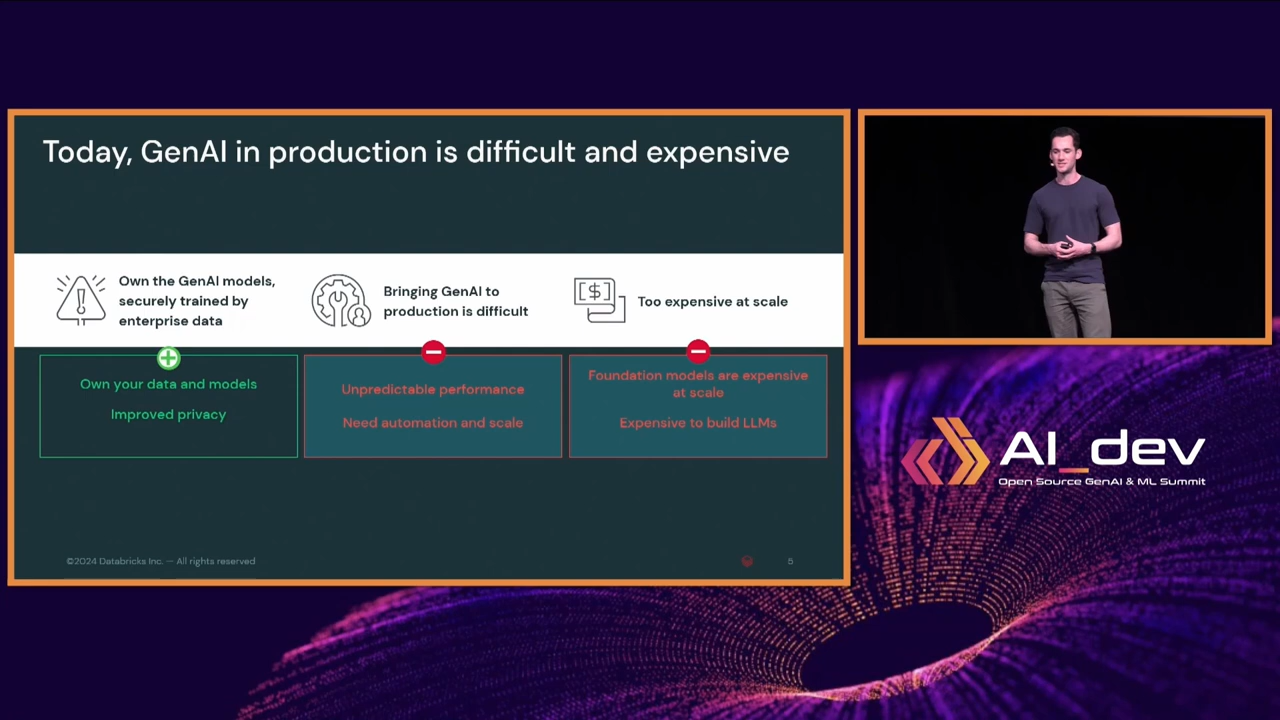 Today, GenAI in production is difficult and expensive
Own the GenAI models,
securely trained by
enterprise data
Bringing GenAI to
production is difficult
Too expensive at scale
Own your data and models
Improved privacy
Unpredictable performance
Need automation and scale
Foundation models are expensive
at scale
Expensive to build LLMs
©2024 Databricks Inc. — All rights reserved
5
AI_dev
Open Source GenAI & ML Summit